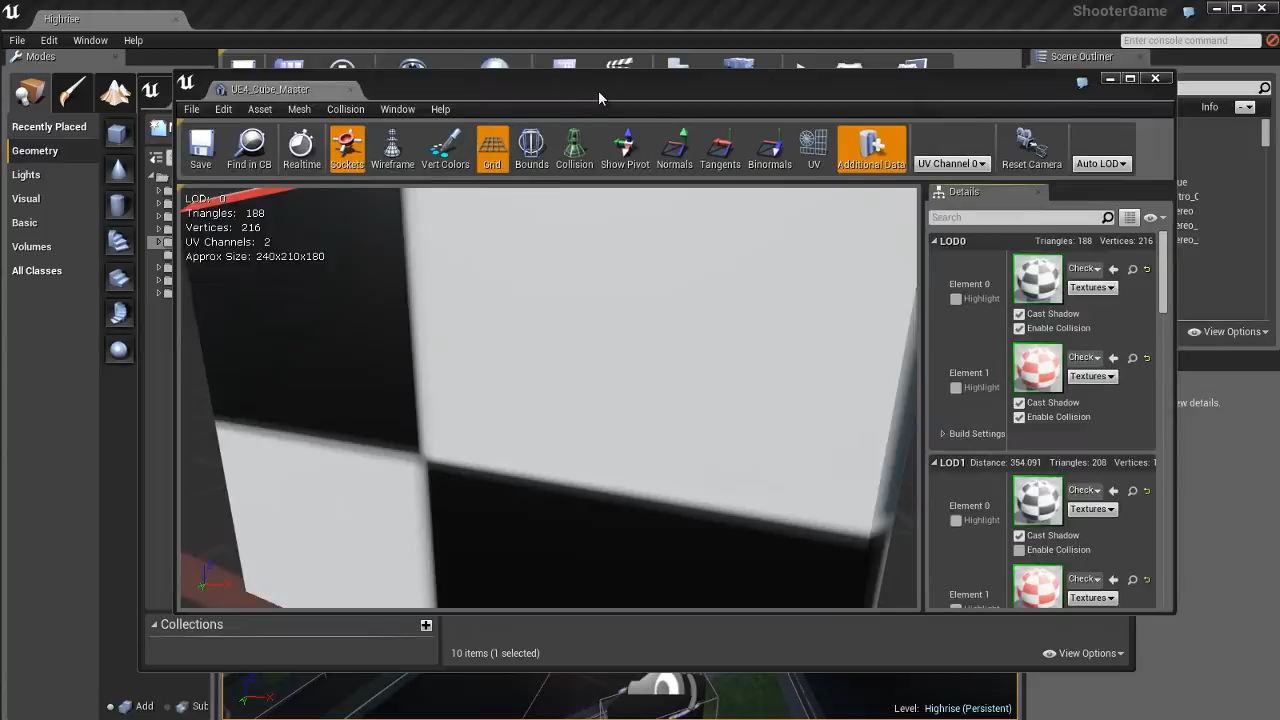 Highrise
ShooterGame
File Edit Window Help
Enter console command
Modes
Scene Outliner
UE4_Cube_Master
File Edit Asset Mesh Collision Window Help
Info
Recently Placed
Geometry
Lights
Visual
Basic
Volumes
All Classes
Save Find in CB Realtime Sockets Wireframe Vert Colors Grid Bounds Collision Show Pivot Normals Tangents Binormals UV Additional Data UV Channel 0 Reset Camera Auto LOD
LOD: 0
Triangles: 188
Vertices: 216
UV Channels: 2
Approx Size: 240x210x180
Details
Search
LOD0 Triangles: 188 Vertices: 216
Element 0
Highlight
Check
Textures
Cast Shadow
Enable Collision
Element 1
Highlight
Check
Textures
Cast Shadow
Enable Collision
Build Settings
LOD1 Distance: 354.091 Triangles: 208 Vertices: 1
Element 0
Highlight
Check
Textures
Cast Shadow
Enable Collision
Element 1
Check
Textures
View Options
ew details.
Collections
10 items (1 selected)
View Options
Add Sub
Level: Highrise (Persistent)